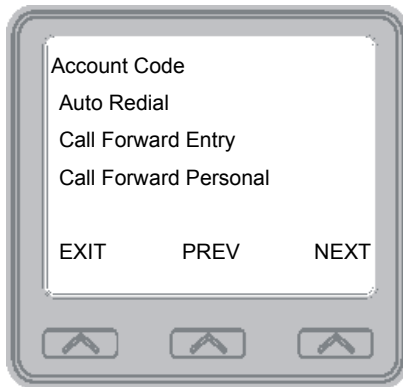 Account Code
Auto Redial
Call Forward Entry
Call Forward Personal
EXIT PREV NEXT